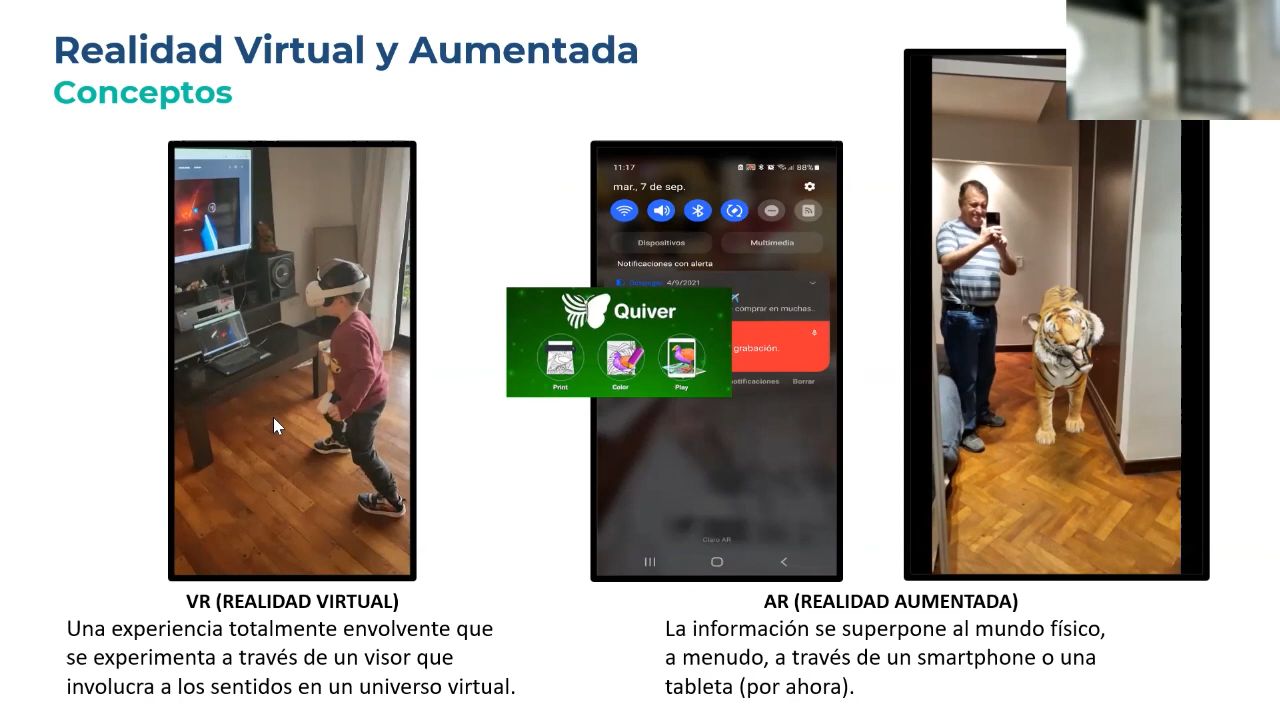 Realidad Virtual y Aumentada
Conceptos
11:17
88%
mar., 7 de sep.
Dispositivos
Multimedia
Notificaciones con alerta
4/9/2021
comprar en muchas..
grabación.
Borrar
Quiver
Print
Color
Play
Claro AR
VR (REALIDAD VIRTUAL)
Una experiencia totalmente envolvente que
se experimenta a través de un visor que
involucra a los sentidos en un universo virtual.
AR (REALIDAD AUMENTADA)
La información se superpone al mundo físico,
a menudo, a través de un smartphone o una
tableta (por ahora).